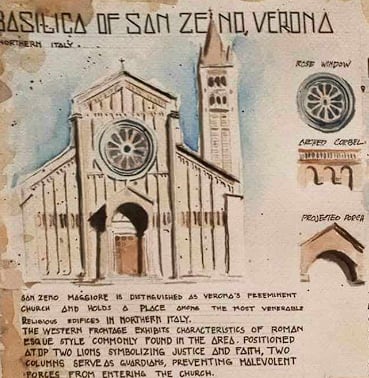 BASILICA OF SAN ZENO, VERONA
NORTHERN ITALY.
ROSE WINDOW
ARCHED CORBEL
PROJECTED PORCH
SAN ZENO MAGGIORE IS DISTINGUISHED AS VERONA'S PREEMINENT
CHURCH AND HOLDS A PLACE AMONG THE MOST VENERABLE
RELIGIOUS EDIFICES IN NORTHERN ITALY.
THE WESTERN FRONTAGE EXHIBITS CHARACTERISTICS OF ROMAN
ESQUE STYLE COMMONLY FOUND IN THE AREA. POSITIONED
ATOP TWO LIONS SYMBOLIZING JUSTICE AND FAITH, TWO
COLUMNS SERVE AS GUARDIANS, PREVENTING MALEVOLENT
FORCES FROM ENTERING THE CHURCH.